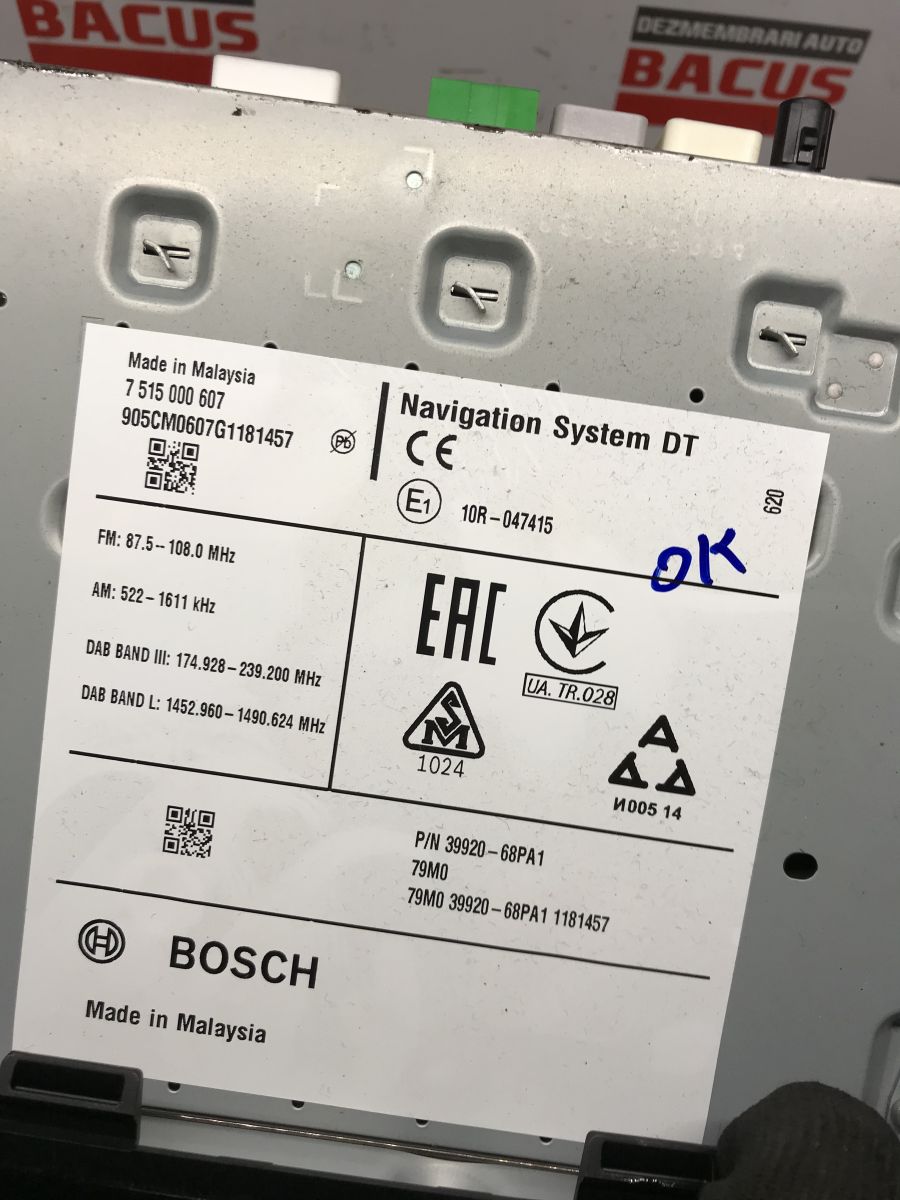 BACUS
DEZMEMBRARI AUTO
BACUS
Made in Malaysia
7 515 000 607
905CM0607G1181457
Pb
Navigation System DT
CE
E1 10R-047415
620
OK
FM: 87.5-108.0 MHz
AM: 522-1611 kHz
DAB BAND III: 174.928-239.200 MHz
DAB BAND L: 1452.960-1490.624 MHz
EAC
UA. TR.028
SM
1024
И005 14
P/N 39920-68PA1
79M0
79M0 39920-68PA1 1181457
BOSCH
Made in Malaysia